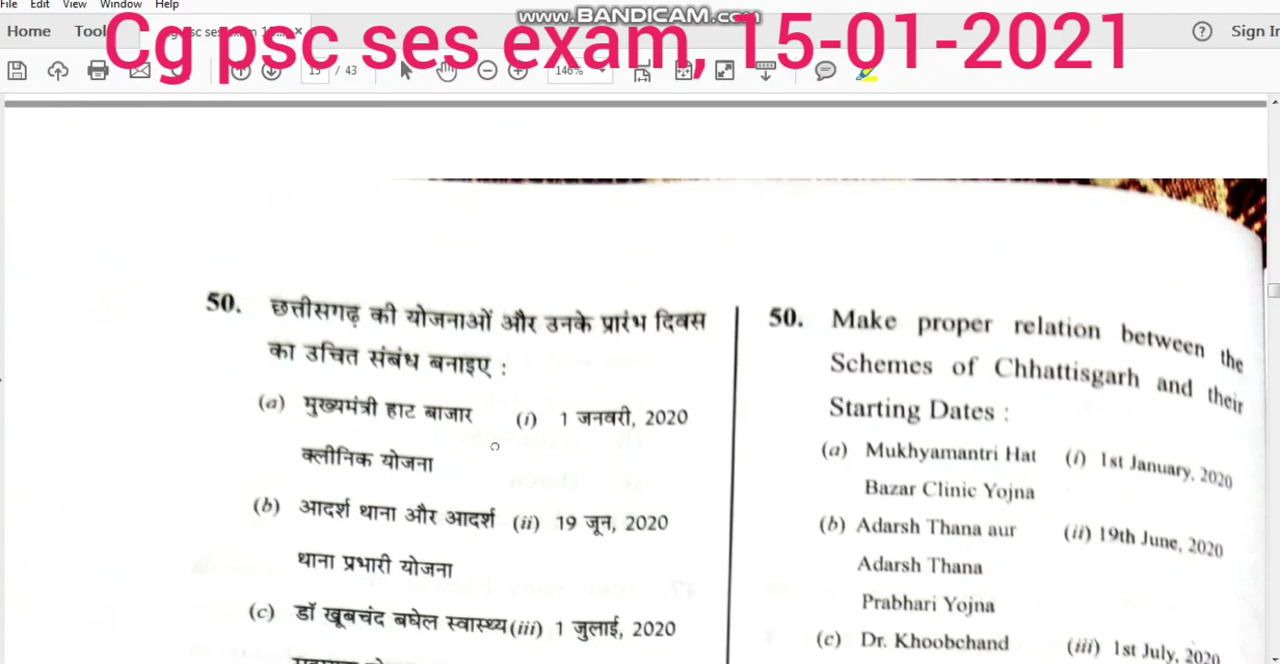 File Edit View Window Help
www.BANDICAM.com
Home
Cg psc ses exam, 15-01-2021
Sign In
/ 43
146%
50. छत्तीसगढ़ की योजनाओं और उनके प्रारंभ दिवस
का उचित संबंध बनाइए :
(a) मुख्यमंत्री हाट बाजार (i) 1 जनवरी, 2020
क्लीनिक योजना
(b) आदर्श थाना और आदर्श (ii) 19 जून, 2020
थाना प्रभारी योजना
(c) डॉ खूबचंद बघेल स्वास्थ्य (iii) 1 जुलाई, 2020
50. Make proper relation between the
Schemes of Chhattisgarh and their
Starting Dates :
(a) Mukhyamantri Hat (i) 1st January, 2020
Bazar Clinic Yojna
(b) Adarsh Thana aur (ii) 19th June, 2020
Adarsh Thana
Prabhari Yojna
(c) Dr. Khoobchand (iii) 1st July, 2020